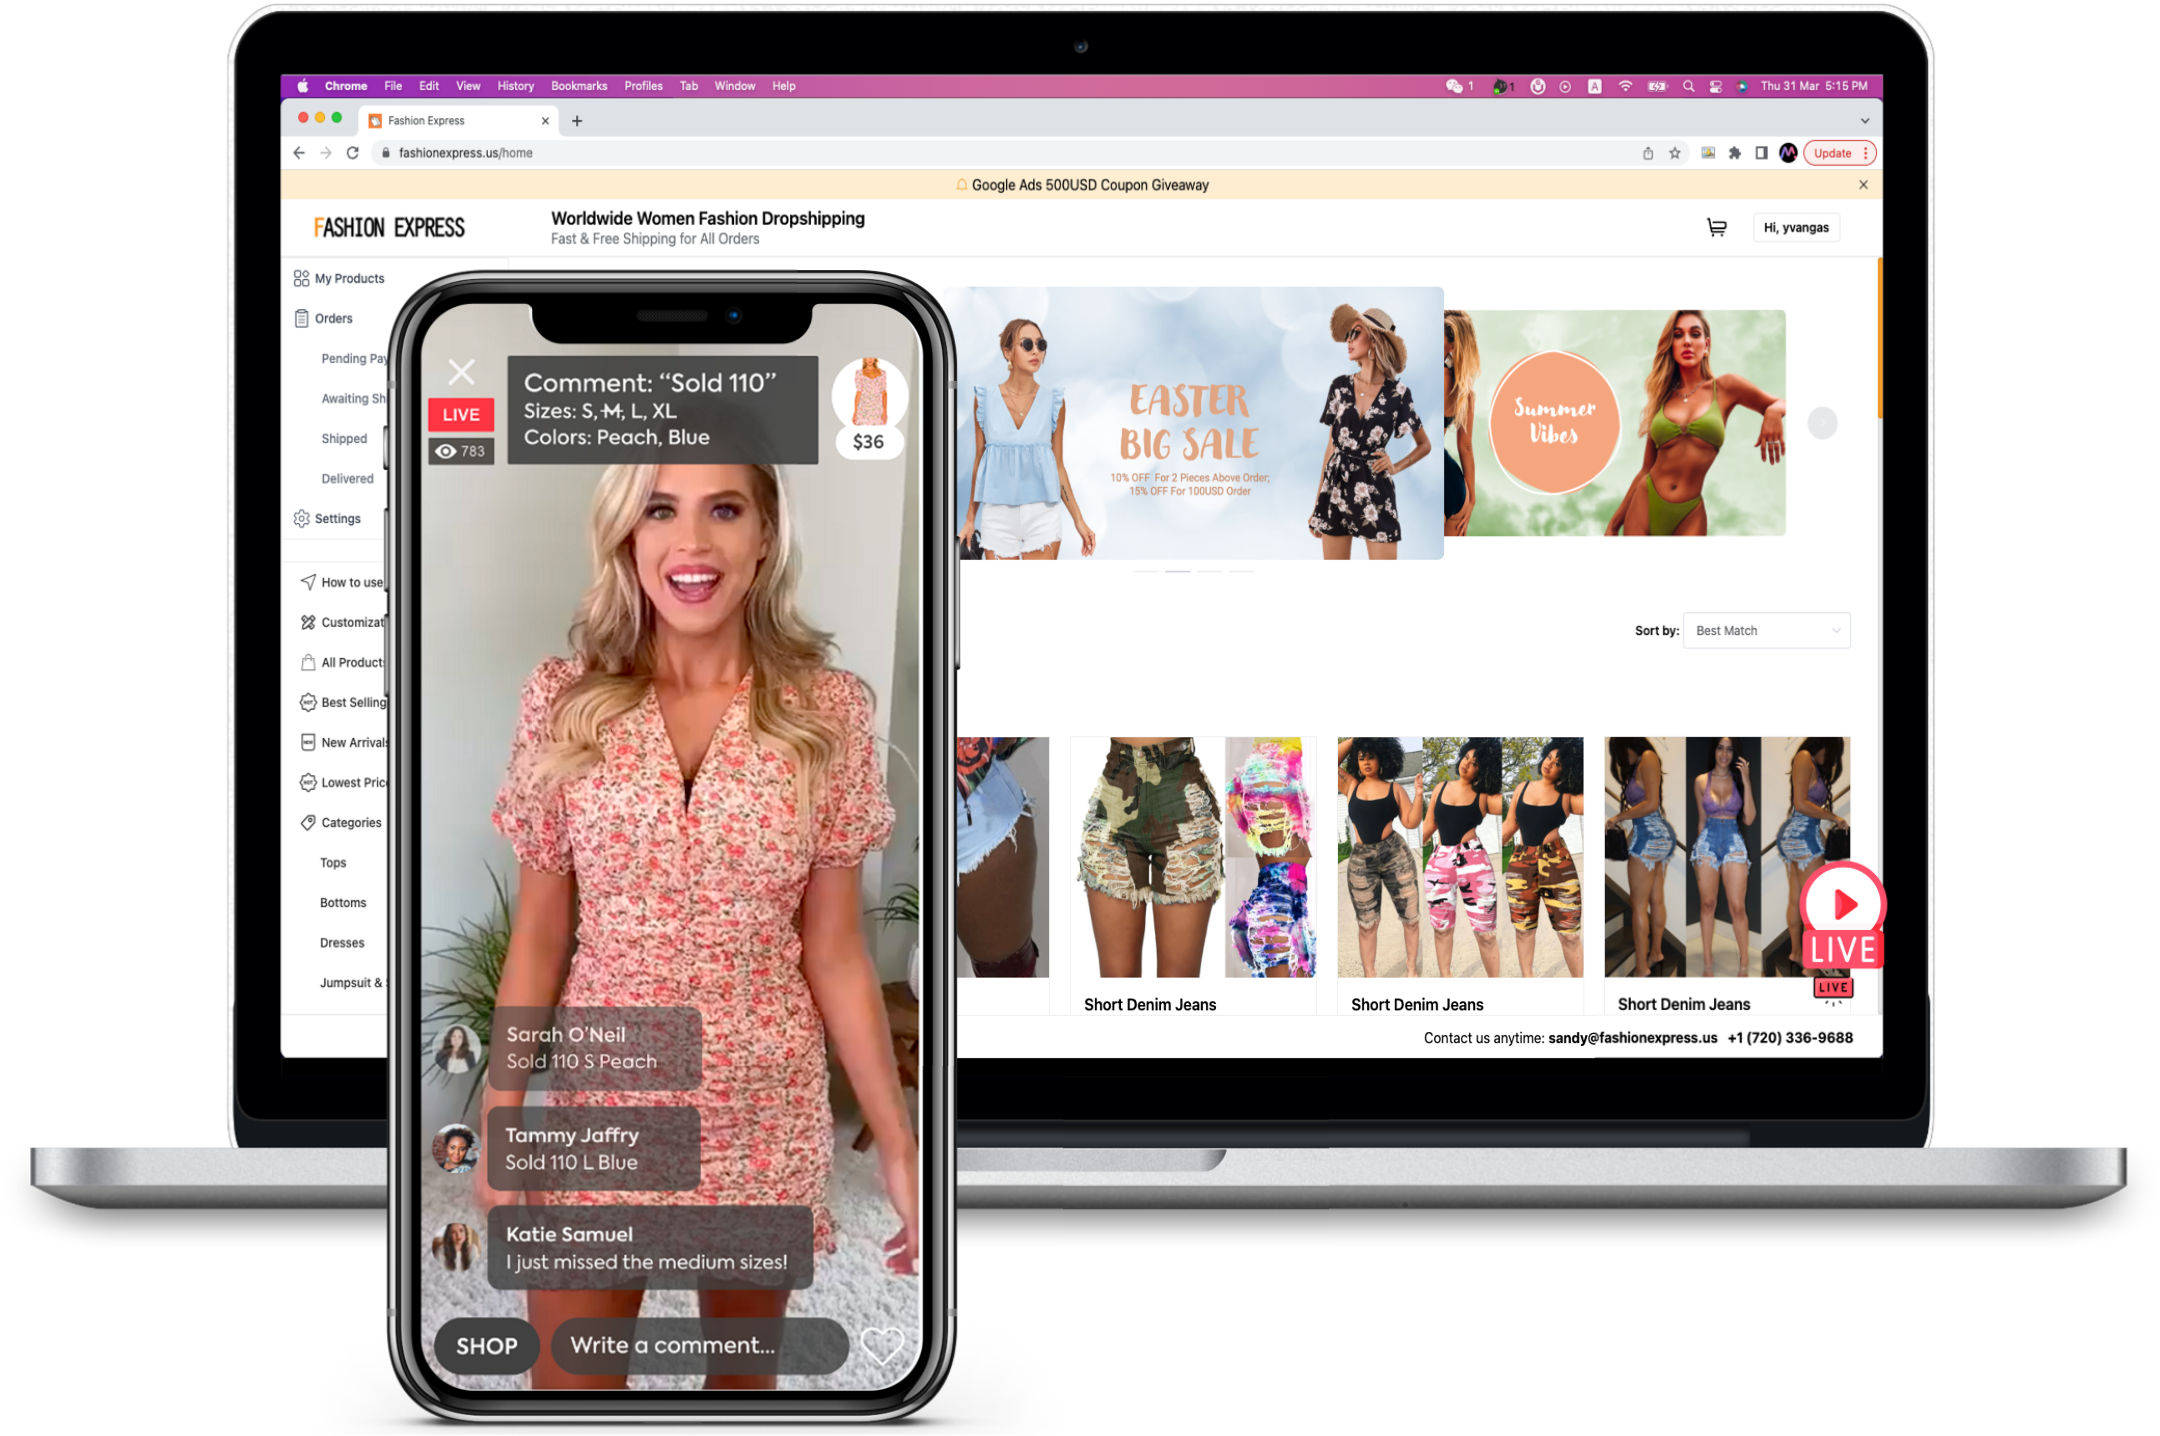 Chrome File Edit View History Bookmarks Profiles Tab Window Help
1
1
A
Thu 31 Mar 5:15 PM
Fashion Express
fashionexpress.us/home
Update
Google Ads 500USD Coupon Giveaway
FASHION EXPRESS
Worldwide Women Fashion Dropshipping
Fast & Free Shipping for All Orders
Hi, yvangas
My Products
Orders
Pending Pay
Awaiting Sh
Shipped
Delivered
Settings
How to use
Customizat
All Product
Best Selling
New Arrival
Lowest Pric
Categories
Tops
Bottoms
Dresses
Jumpsuit &
LIVE
783
Comment: “Sold 110”
Sizes: S, M, L, XL
Colors: Peach, Blue
$36
Sarah O'Neil
Sold 110 S Peach
Tammy Jaffry
Sold 110 L Blue
Katie Samuel
I just missed the medium sizes!
SHOP
Write a comment...
EASTER
BIG SALE
10% OFF For 2 Pieces Above Order;
15% OFF For 100USD Order
Summer
Vibes
Sort by: Best Match
Short Denim Jeans
Short Denim Jeans
Short Denim Jeans
LIVE
LIVE
Contact us anytime: sandy@fashionexpress.us +1 (720) 336-9688